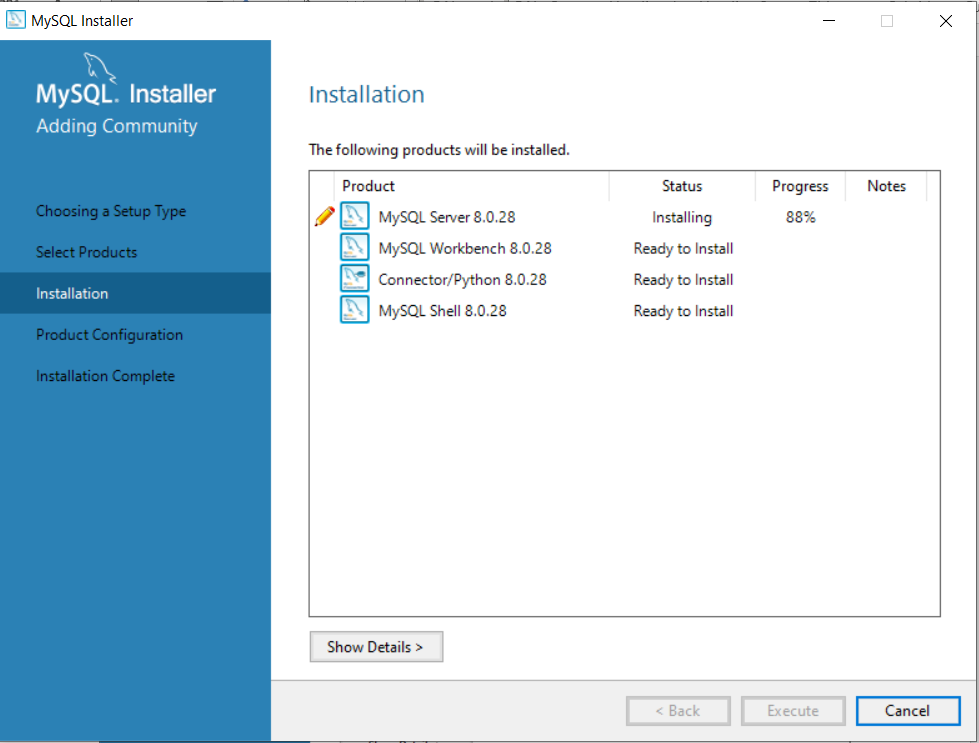 MySQL Installer
MySQL. Installer
Adding Community
Choosing a Setup Type
Select Products
Installation
Product Configuration
Installation Complete
Installation
The following products will be installed.
Product Status Progress Notes
MySQL Server 8.0.28 Installing 88%
MySQL Workbench 8.0.28 Ready to Install
Connector/Python 8.0.28 Ready to Install
MySQL Shell 8.0.28 Ready to Install
Show Details >
< Back Execute Cancel